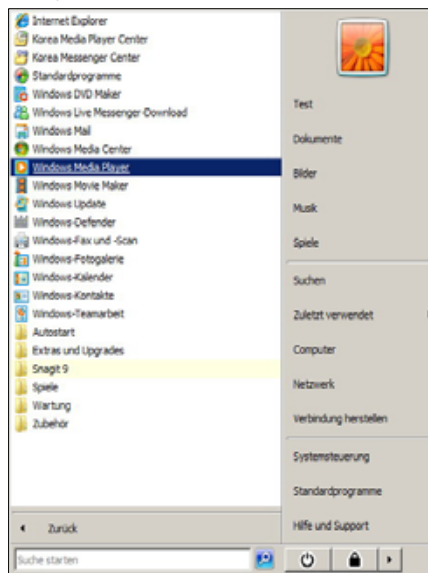 Internet Explorer
Korea Media Player Center
Korea Messenger Center
Standardprogramme
Windows DVD Maker
Windows Live Messenger-Download
Windows Mail
Windows Media Center
Windows Media Player
Windows Movie Maker
Windows Update
Windows-Defender
Windows-Fax und -Scan
Windows-Fotogalerie
Windows-Kalender
Windows-Kontakte
Windows-Teamarbeit
Autostart
Extras und Upgrades
Snagit 9
Spiele
Wartung
Zubehör
Zurück
Suche starten
Test
Dokumente
Bilder
Musik
Spiele
Suchen
Zuletzt verwendet
Computer
Netzwerk
Verbindung herstellen
Systemsteuerung
Standardprogramme
Hilfe und Support